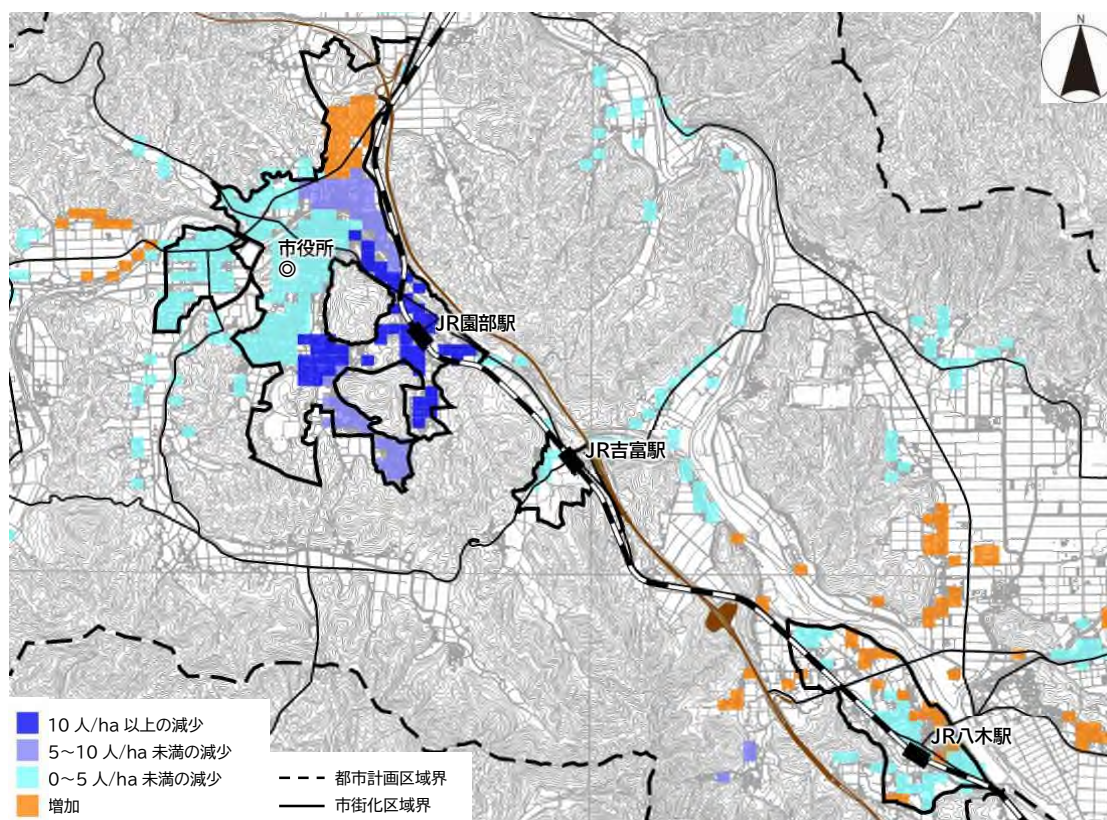 N
市役所
JR園部駅
JR吉富駅
JR八木駅
10 人/ha 以上の減少
5~10 人/ha 未満の減少
0~5 人/ha 未満の減少
増加
都市計画区域界
市街化区域界